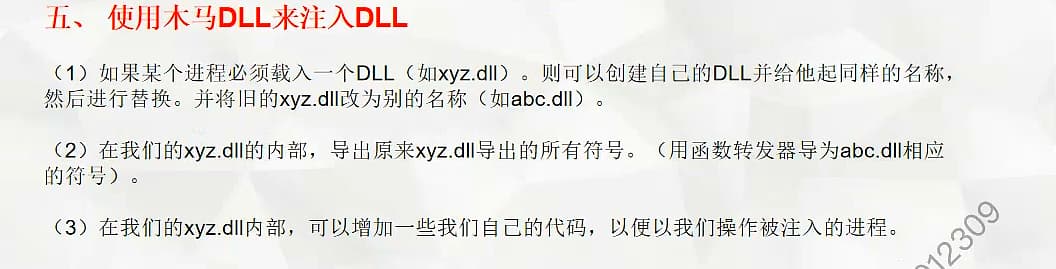 五、 使用木马DLL来注入DLL
（1）如果某个进程必须载入一个DLL（如xyz.dll）。则可以创建自己的DLL并给他起同样的名称，
然后进行替换。并将旧的xyz.dll改为别的名称（如abc.dll）。
（2）在我们的xyz.dll的内部，导出原来xyz.dll导出的所有符号。（用函数转发器导为abc.dll相应
的符号）。
（3）在我们的xyz.dll内部，可以增加一些我们自己的代码，以便以我们操作被注入的进程。